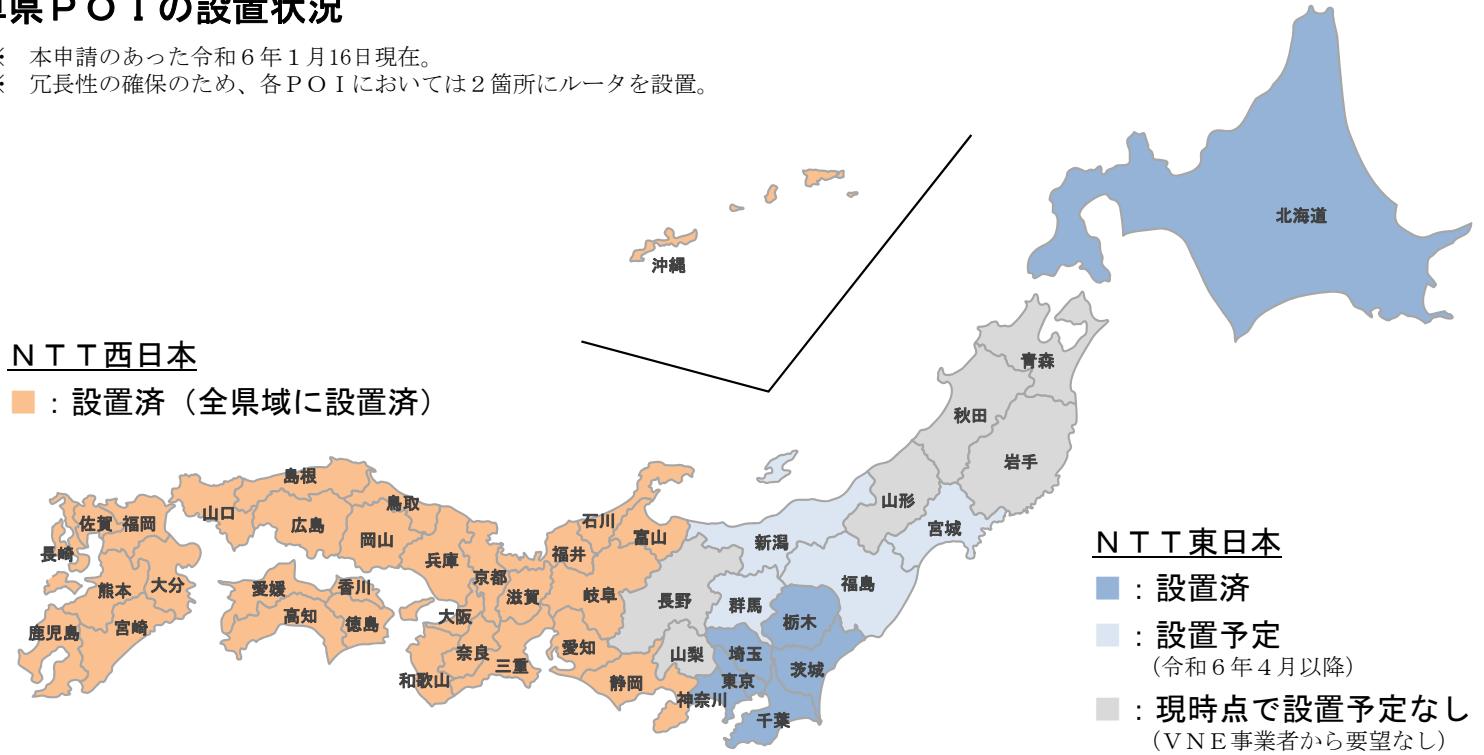 県ＰＯＩの設置状況
※　本申請のあった令和６年１月16日現在。
※　冗長性の確保のため、各ＰＯＩにおいては２箇所にルータを設置。
北海道
沖縄
ＮＴＴ西日本
■：設置済（全県域に設置済）
青森
秋田
岩手
山形
宮城
新潟
福島
群馬
栃木
長野
山梨
埼玉
茨城
東京
神奈川
千葉
島根
鳥取
山口
広島
岡山
兵庫
京都
石川
富山
福井
滋賀
岐阜
大阪
奈良
三重
和歌山
愛知
静岡
佐賀
福岡
長崎
熊本
大分
鹿児島
宮崎
愛媛
香川
高知
徳島
ＮＴＴ東日本
■：設置済
■：設置予定
（令和６年４月以降）
■：現時点で設置予定なし
（ＶＮＥ事業者から要望なし）